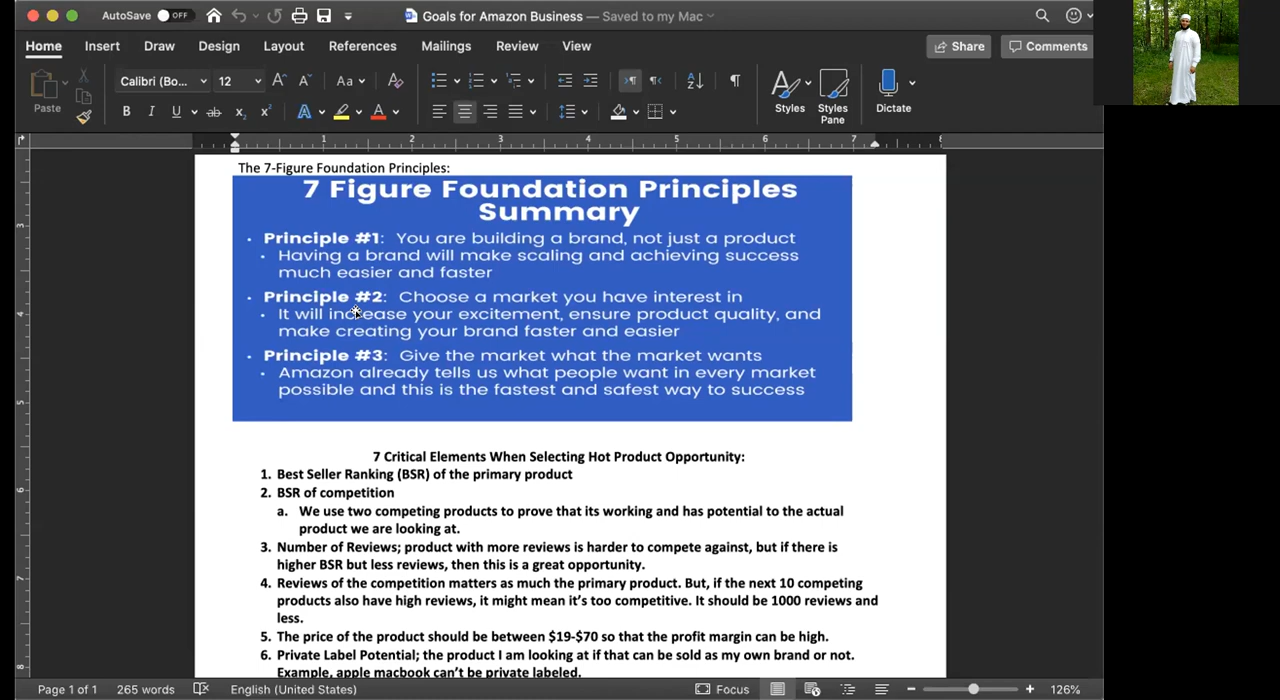 AutoSave OFF
Goals for Amazon Business — Saved to my Mac
Home Insert Draw Design Layout References Mailings Review View
Share Comments
Paste
Calibri (Bo... 12
Aa
B I U ab x₂ x²
A A
Styles
Styles Pane
Dictate
1 2 3 4 5 6 7
The 7-Figure Foundation Principles:
7 Figure Foundation Principles
Summary
• Principle #1: You are building a brand, not just a product
• Having a brand will make scaling and achieving success
much easier and faster
• Principle #2: Choose a market you have interest in
• It will increase your excitement, ensure product quality, and
make creating your brand faster and easier
• Principle #3: Give the market what the market wants
• Amazon already tells us what people want in every market
possible and this is the fastest and safest way to success
7 Critical Elements When Selecting Hot Product Opportunity:
1. Best Seller Ranking (BSR) of the primary product
2. BSR of competition
a. We use two competing products to prove that its working and has potential to the actual
product we are looking at.
3. Number of Reviews; product with more reviews is harder to compete against, but if there is
higher BSR but less reviews, then this is a great opportunity.
4. Reviews of the competition matters as much the primary product. But, if the next 10 competing
products also have high reviews, it might mean it's too competitive. It should be 1000 reviews and
less.
5. The price of the product should be between $19-$70 so that the profit margin can be high.
6. Private Label Potential; the product I am looking at if that can be sold as my own brand or not.
Example, apple macbook can't be private labeled.
Page 1 of 1 265 words English (United States) Focus 126%